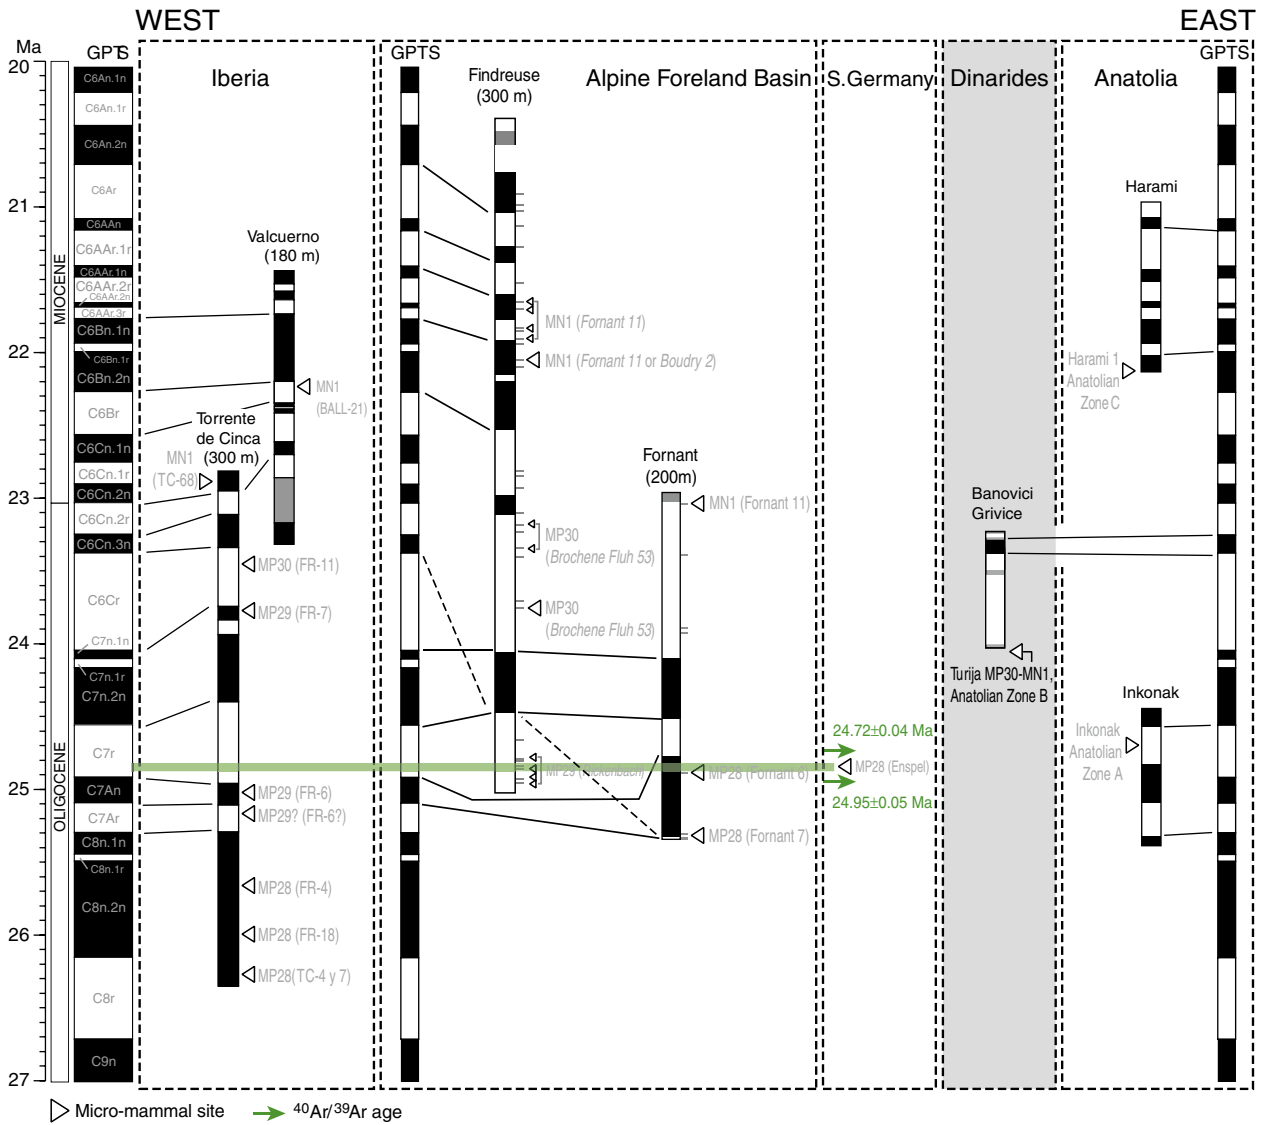 WEST
EAST
Ma
GPTS
Iberia
GPTS
Findreuse
(300 m)
Alpine Foreland Basin
S.Germany
Dinarides
Anatolia
GPTS
20
21
22
23
24
25
26
27
MIOCENE
OLIGOCENE
C6An.1n
C6An.1r
C6An.2n
C6Ar
C6AAn
C6AAr.1r
C6AAr.1n
C6AAr.2r
C6AAr.2n
C6AAr.3r
C6Bn.1n
C6Bn.1r
C6Bn.2n
C6Br
C6Cn.1n
C6Cn.1r
C6Cn.2n
C6Cn.2r
C6Cn.3n
C6Cr
C7n.1n
C7n.1r
C7n.2n
C7r
C7An
C7Ar
C8n.1n
C8n.1r
C8n.2n
C8r
C9n
Valcuerno
(180 m)
MN1
(BALL-21)
Torrente
de Cinca
(300 m)
MN1
(TC-68)
MP30 (FR-11)
MP29 (FR-7)
MP29 (FR-6)
MP29? (FR-6?)
MP28 (FR-4)
MP28 (FR-18)
MP28(TC-4 y 7)
MN1 (Fornant 11)
MN1 (Fornant 11 or Boudry 2)
MP30
(Brochene Fluh 53)
MP30
(Brochene Fluh 53)
MP29 (Rickenbach)
Fornant
(200m)
MN1 (Fornant 11)
MP28 (Fornant 6)
MP28 (Fornant 7)
24.72±0.04 Ma
MP28 (Enspel)
24.95±0.05 Ma
Banovici
Grivice
Turija MP30-MN1,
Anatolian Zone B
Harami
Harami 1
Anatolian
Zone C
Inkonak
Inkonak
Anatolian
Zone A
Micro-mammal site
40Ar/39Ar age